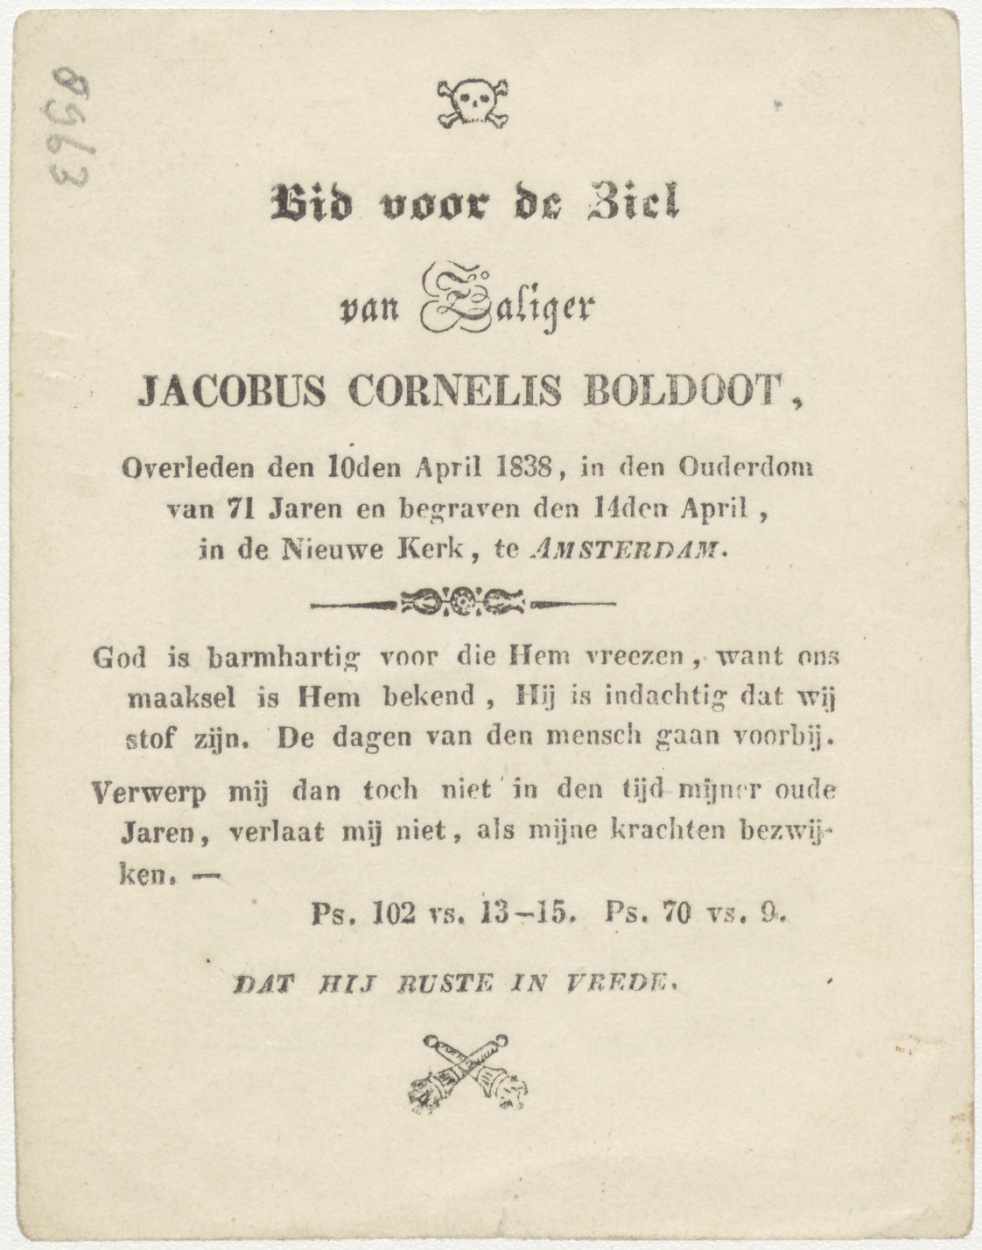 8963
Bid voor de Ziel
van Zaliger
JACOBUS CORNELIS BOLDOOT,
Overleden den 10den April 1838, in den Ouderdom
van 71 Jaren en begraven den 14den April,
in de Nieuwe Kerk, te AMSTERDAM.
God is barmhartig voor die Hem vreezen, want ons
maaksel is Hem bekend, Hij is indachtig dat wij
stof zijn. De dagen van den mensch gaan voorbij.
Verwerp mij dan toch niet in den tijd mijner oude
Jaren, verlaat mij niet, als mijne krachten bezwij-
ken. —
Ps. 102 vs. 13—15. Ps. 70 vs. 9.
DAT HIJ RUSTE IN VREDE.